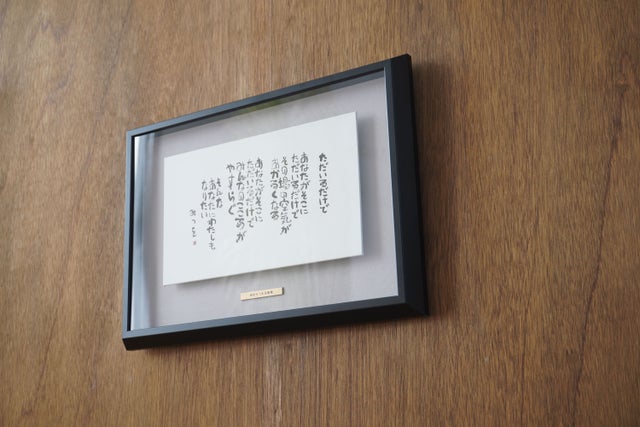 ただいるだけで
あなたがそこに
ただいるだけで
その場の空気が
あかるくなる
あなたがそこに
ただいるだけで
みんなのこころが
やすらぐ
そんな
あなたにわたしも
なりたい
みつを